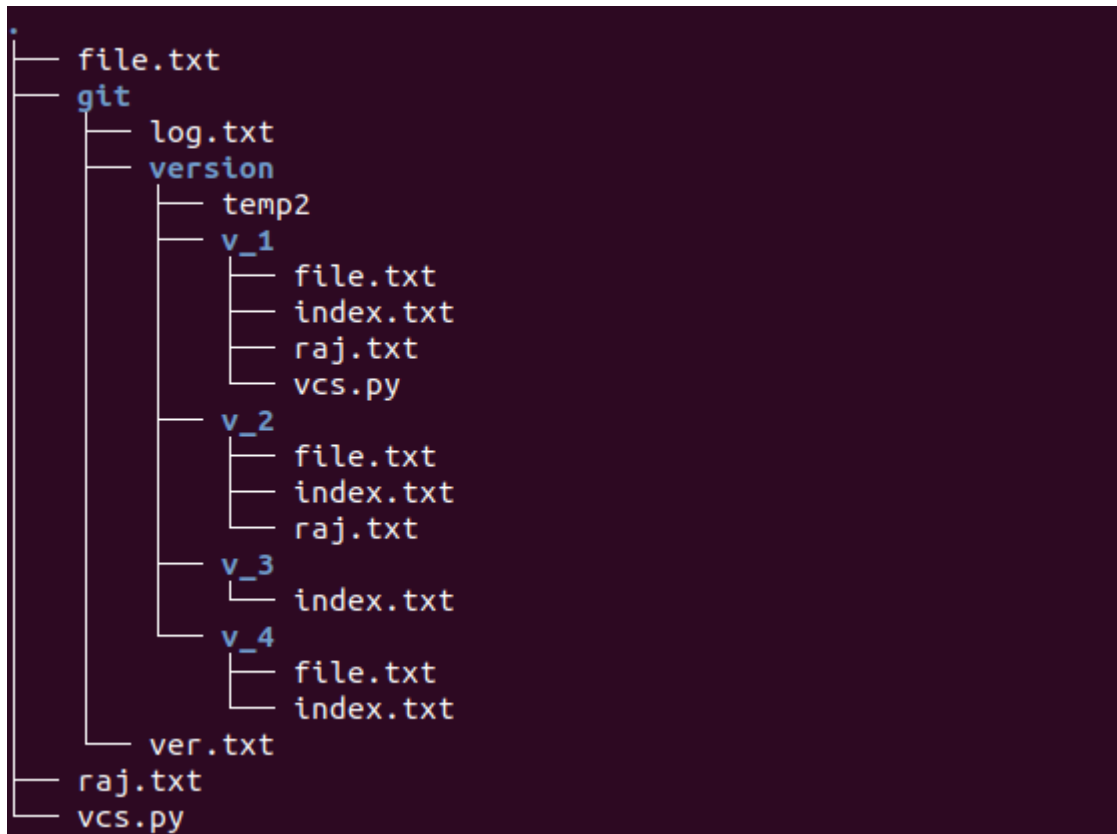 .
├── file.txt
├── git
│   ├── log.txt
│   ├── version
│   │   ├── temp2
│   │   ├── v_1
│   │   │   ├── file.txt
│   │   │   ├── index.txt
│   │   │   ├── raj.txt
│   │   │   └── vcs.py
│   │   ├── v_2
│   │   │   ├── file.txt
│   │   │   ├── index.txt
│   │   │   └── raj.txt
│   │   ├── v_3
│   │   │   └── index.txt
│   │   └── v_4
│   │       ├── file.txt
│   │       └── index.txt
│   └── ver.txt
├── raj.txt
└── vcs.py